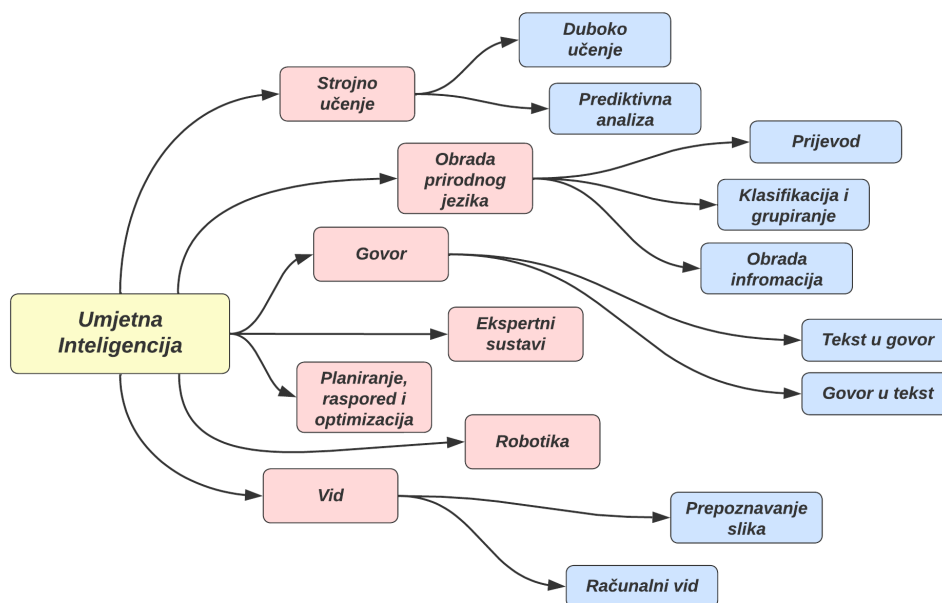 Duboko
učenje
Strojno
učenje
Prediktivna
analiza
Prijevod
Obrada
prirodnog
jezika
Klasifikacija i
grupiranje
Govor
Obrada
infromacija
Umjetna
Inteligencija
Ekspertni
sustavi
Tekst u govor
Planiranje,
raspored i
optimizacija
Govor u tekst
Robotika
Vid
Prepoznavanje
slika
Računalni vid